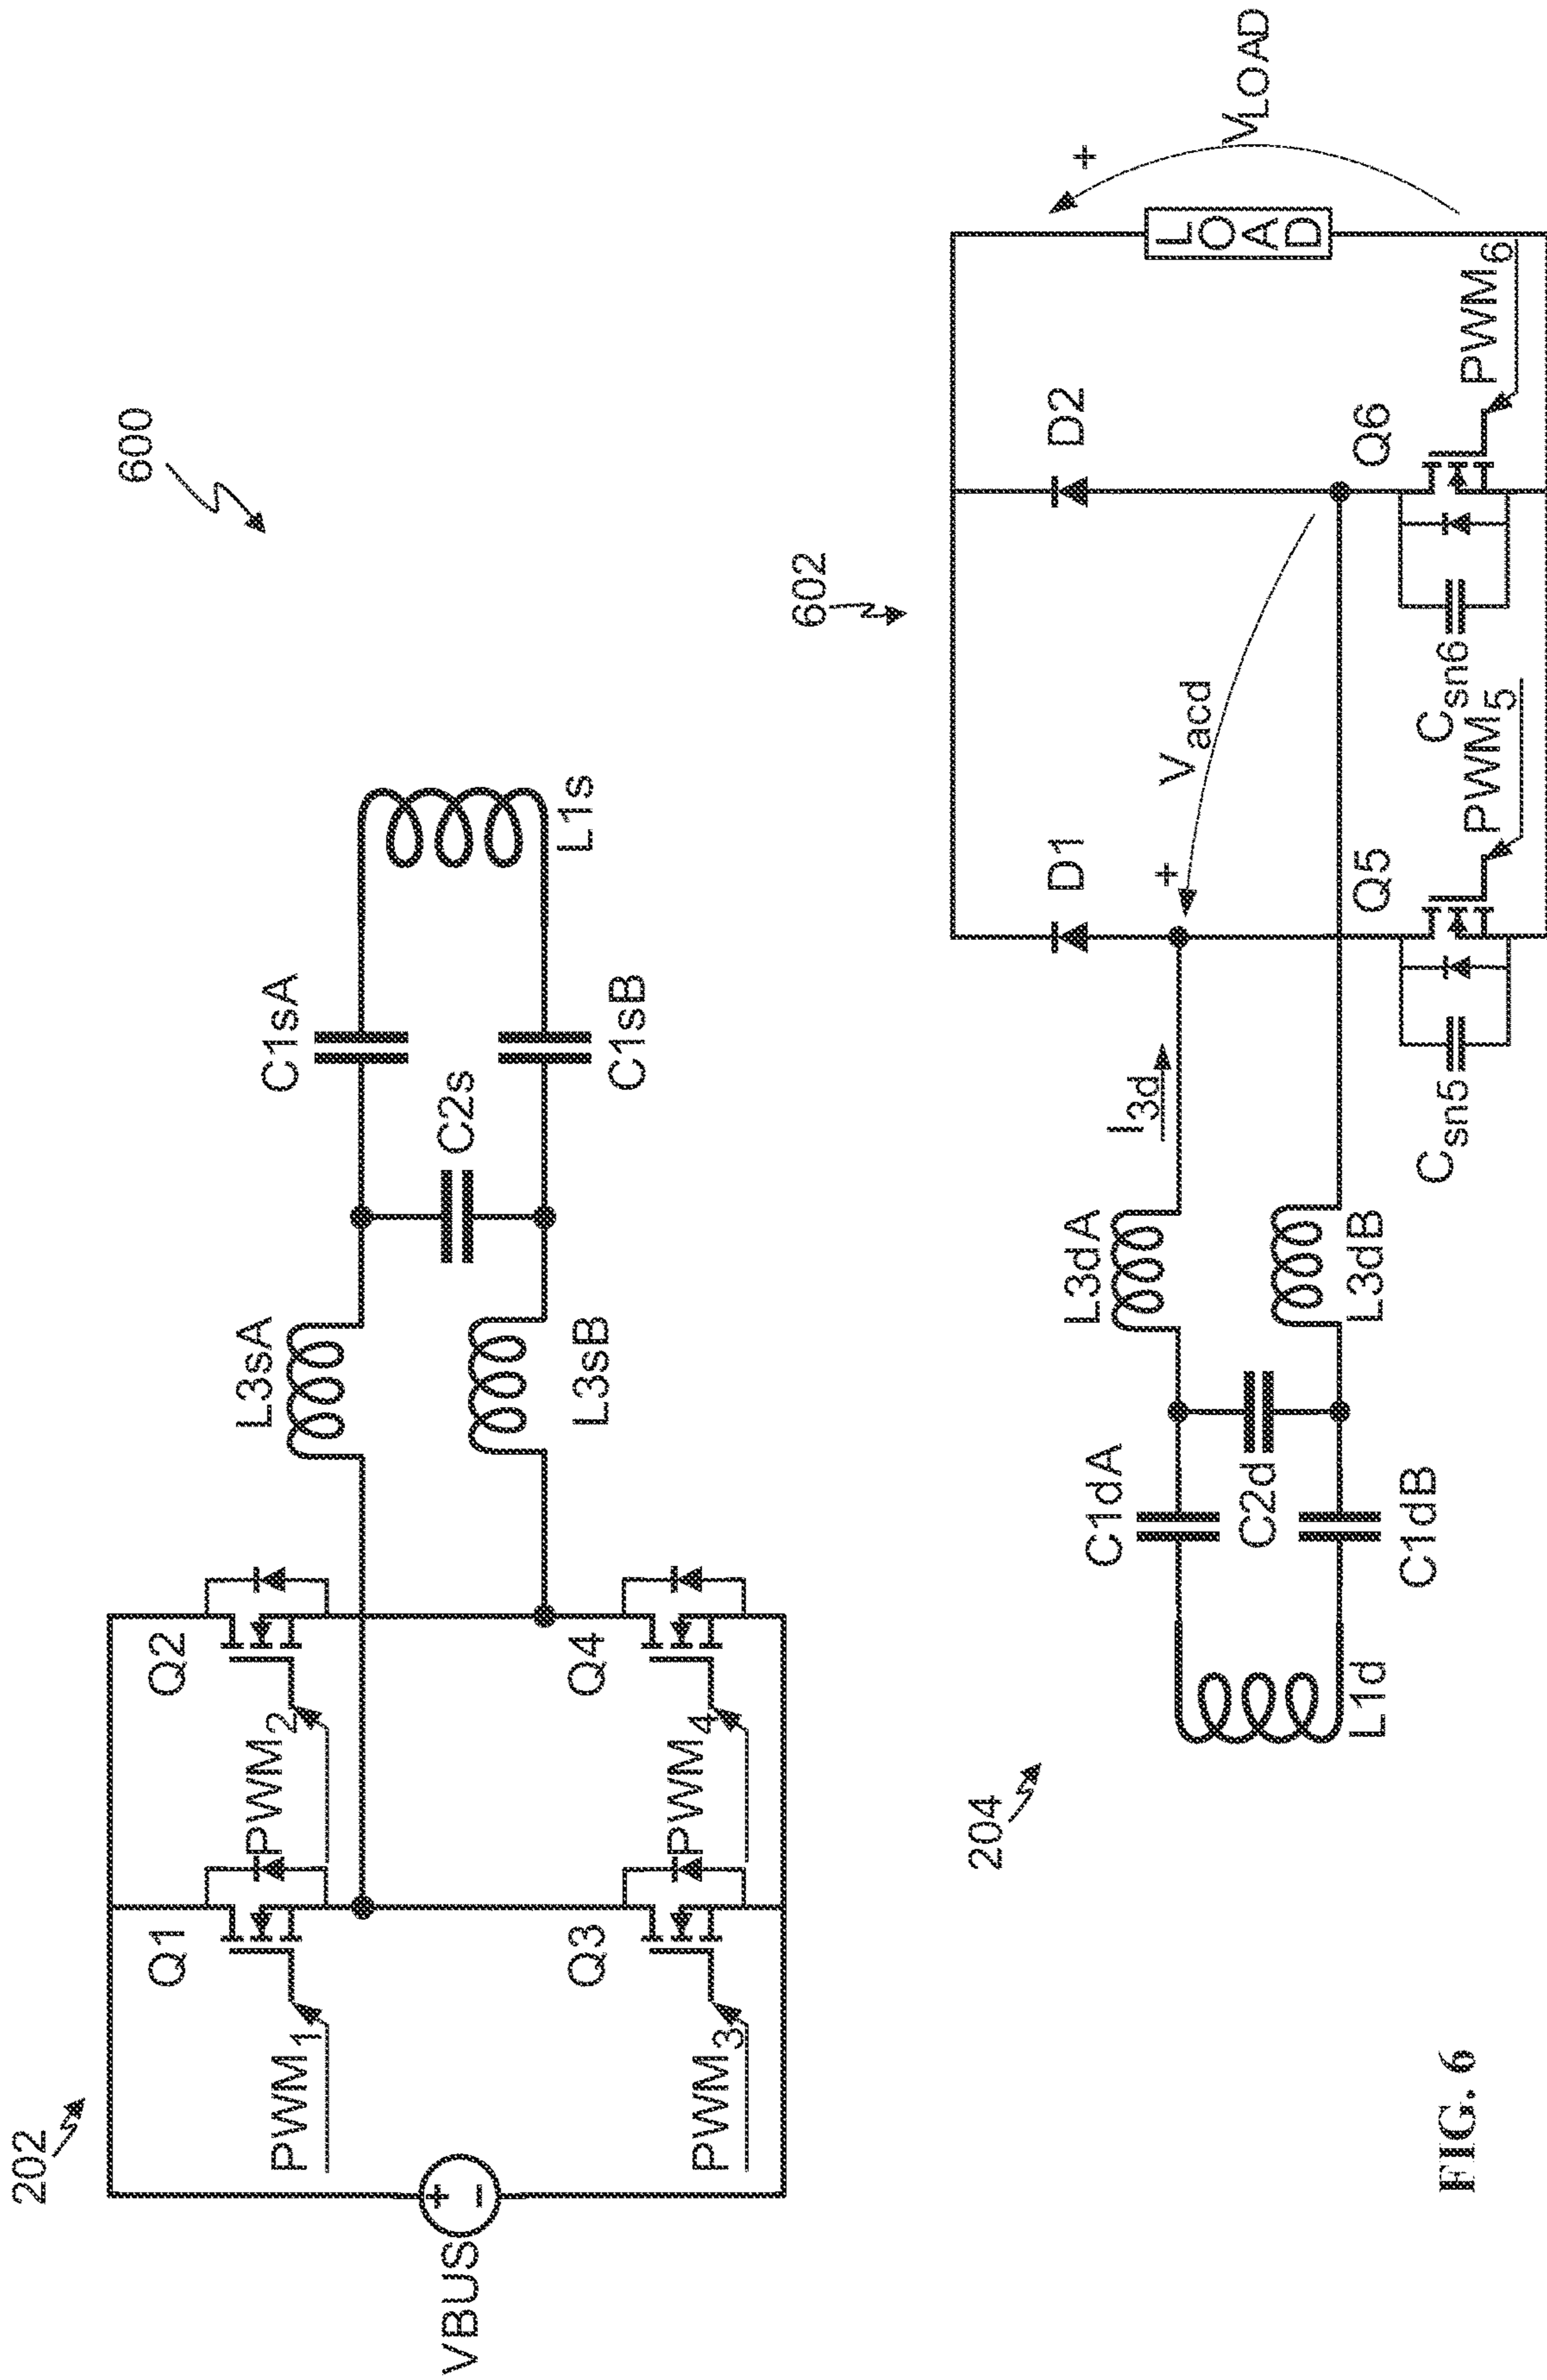 600
202
Q1
Q2
PWM1
PWM2
L3sA
C1sA
VBUS
+
−
C2s
L1s
L3sB
C1sB
Q3
Q4
PWM3
PWM4
602
204
D1
D2
+
VLOAD
C1dA
L3dA
I3d
+
Vacd
LOAD
C2d
L1d
C1dB
L3dB
Q5
Q6
Csn5
Csn6
PWM5
PWM6
FIG. 6